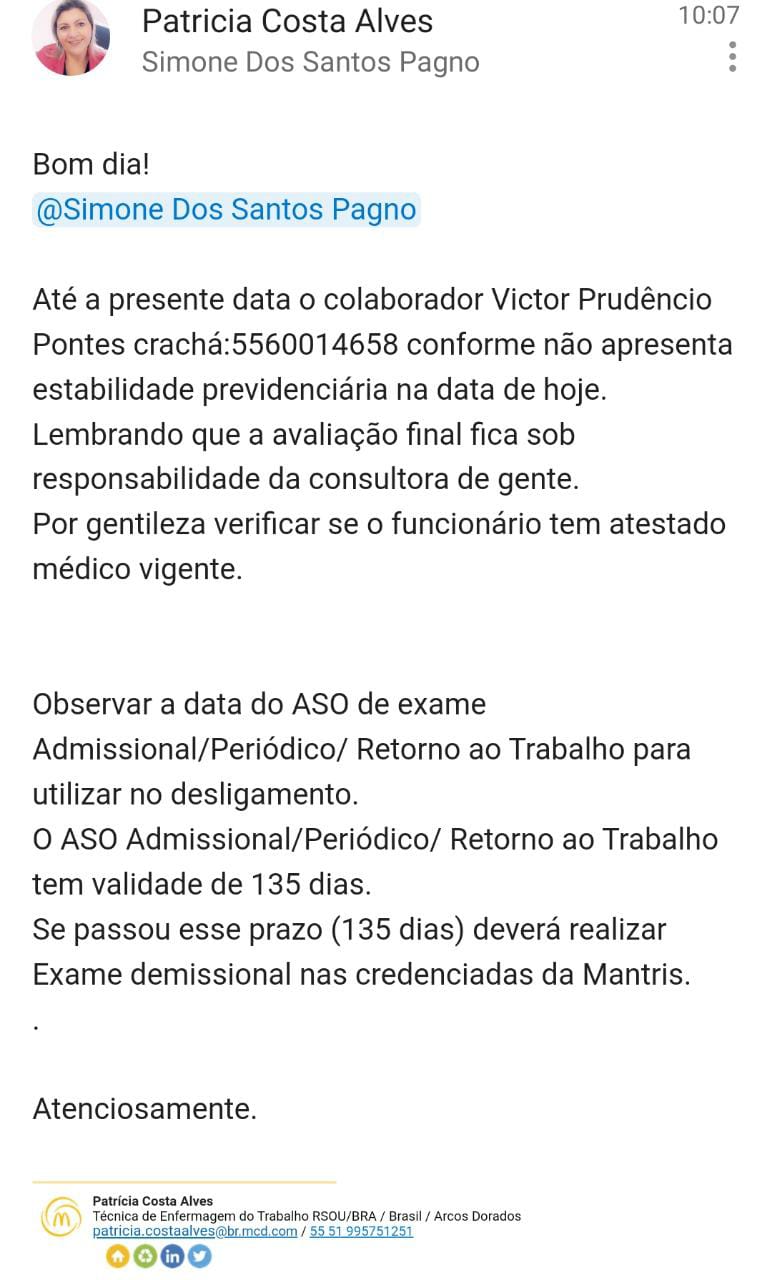 Patricia Costa Alves
10:07
Simone Dos Santos Pagno
Bom dia!
@Simone Dos Santos Pagno
Até a presente data o colaborador Victor Prudêncio
Pontes crachá:5560014658 conforme não apresenta
estabilidade previdenciária na data de hoje.
Lembrando que a avaliação final fica sob
responsabilidade da consultora de gente.
Por gentileza verificar se o funcionário tem atestado
médico vigente.
Observar a data do ASO de exame
Admissional/Periódico/ Retorno ao Trabalho para
utilizar no desligamento.
O ASO Admissional/Periódico/ Retorno ao Trabalho
tem validade de 135 dias.
Se passou esse prazo (135 dias) deverá realizar
Exame demissional nas credenciadas da Mantris.
.
Atenciosamente.
Patrícia Costa Alves
Técnica de Enfermagem do Trabalho RSOU/BRA / Brasil / Arcos Dorados
patricia.costaalves@br.mcd.com / 55 51 995751251